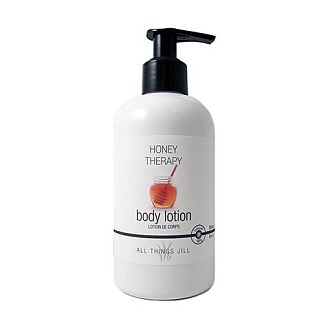 HONEY
THERAPY
body lotion
LOTION DE CORPS
ALL THINGS JILL